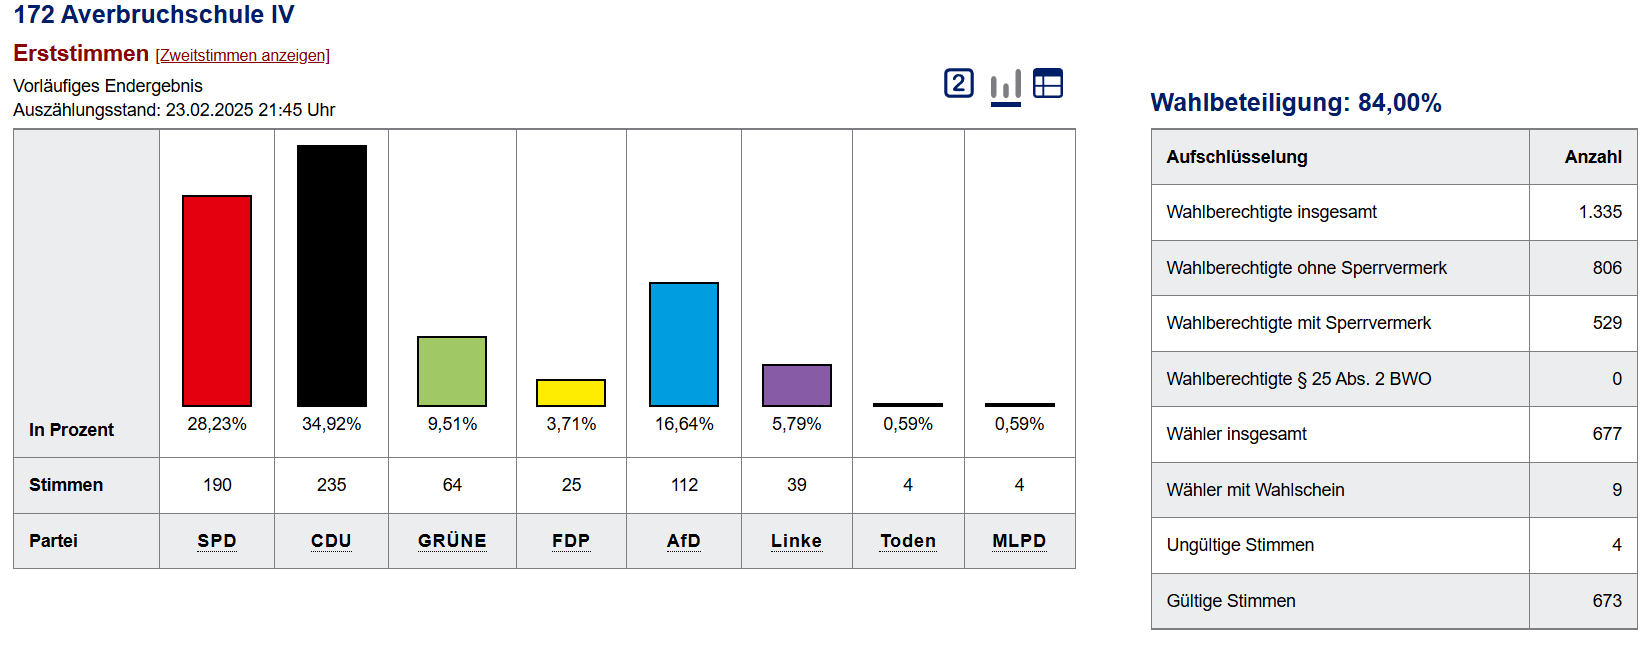 172 Averbruchschule IV
Erststimmen [Zweitstimmen anzeigen]
Vorläufiges Endergebnis
Auszählungsstand: 23.02.2025 21:45 Uhr
2
In Prozent 28,23% 34,92% 9,51% 3,71% 16,64% 5,79% 0,59% 0,59%
Stimmen 190 235 64 25 112 39 4 4
Partei SPD CDU GRÜNE FDP AfD Linke Toden MLPD
Wahlbeteiligung: 84,00%
Aufschlüsselung Anzahl
Wahlberechtigte insgesamt 1.335
Wahlberechtigte ohne Sperrvermerk 806
Wahlberechtigte mit Sperrvermerk 529
Wahlberechtigte § 25 Abs. 2 BWO 0
Wähler insgesamt 677
Wähler mit Wahlschein 9
Ungültige Stimmen 4
Gültige Stimmen 673